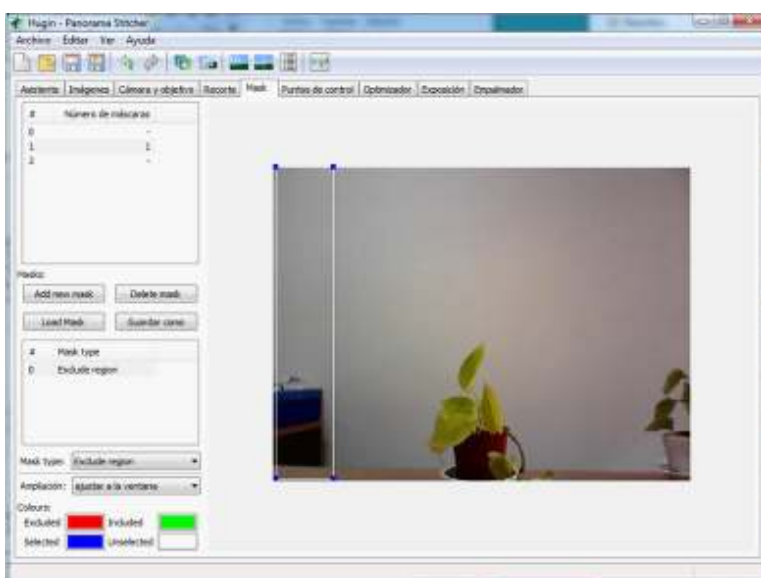 Hugin - Panorama Stitcher
Archivo Editar Ver Ayuda
Asistente Imágenes Cámara y objetivo Recorte Mask Puntos de control Optimizador Exposición Empalmador
# Número de máscaras
0 -
1 1
2 -
Masks:
Add new mask Delete mask
Load Mask Guardar como
# Mask type
0 Exclude region
Mask type: Exclude region
Ampliación: ajustar a la ventana
Colours:
Excluded Included
Selected Unselected